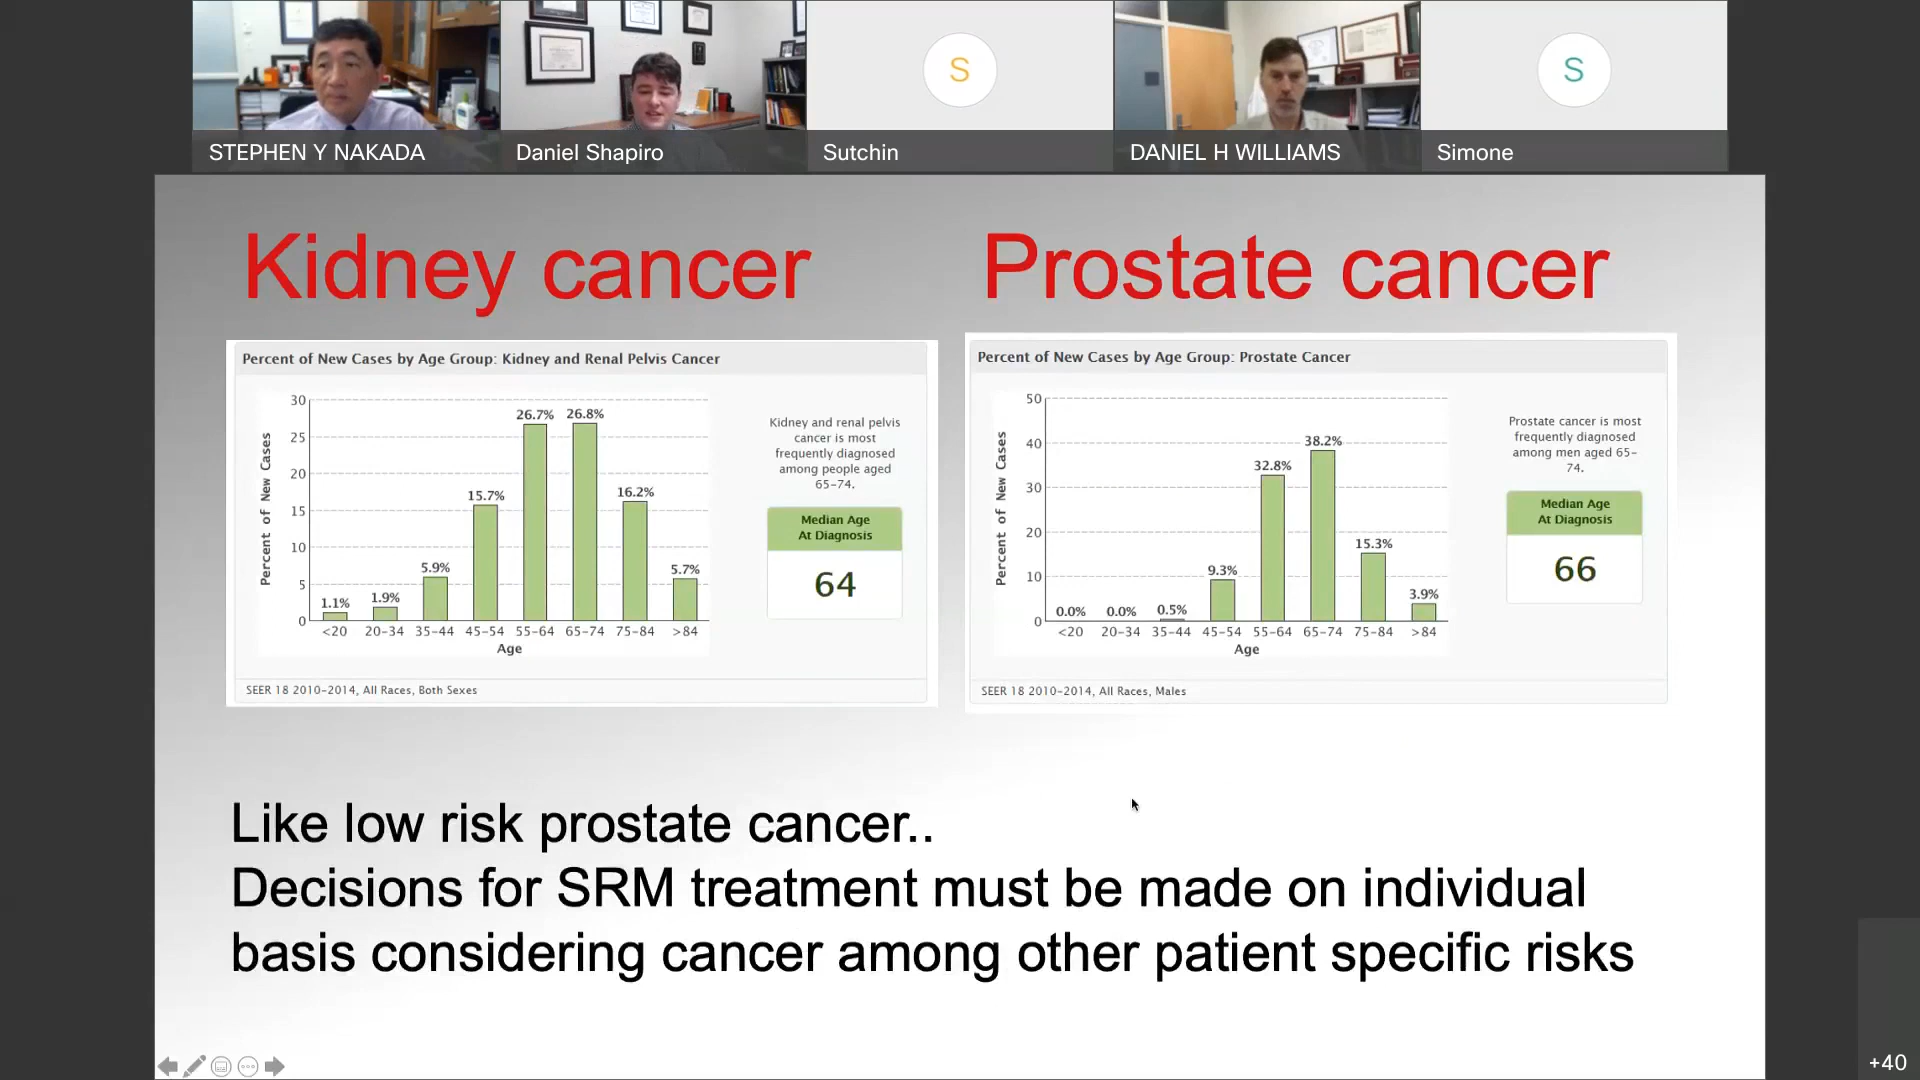 S
S
STEPHEN Y NAKADA
Daniel Shapiro
Sutchin
DANIEL H WILLIAMS
Simone
Kidney cancer
Prostate cancer
Percent of New Cases by Age Group: Kidney and Renal Pelvis Cancer
Percent of New Cases
30
25
20
15
10
5
0
1.1%
1.9%
5.9%
15.7%
26.7%
26.8%
16.2%
5.7%
<20
20-34
35-44
45-54
55-64
65-74
75-84
>84
Age
Kidney and renal pelvis
cancer is most
frequently diagnosed
among people aged
65-74.
Median Age
At Diagnosis
64
SEER 18 2010-2014, All Races, Both Sexes
Percent of New Cases by Age Group: Prostate Cancer
Percent of New Cases
50
40
30
20
10
0
0.0%
0.0%
0.5%
9.3%
32.8%
38.2%
15.3%
3.9%
<20
20-34
35-44
45-54
55-64
65-74
75-84
>84
Age
Prostate cancer is most
frequently diagnosed
among men aged 65-
74.
Median Age
At Diagnosis
66
SEER 18 2010-2014, All Races, Males
Like low risk prostate cancer..
Decisions for SRM treatment must be made on individual
basis considering cancer among other patient specific risks
+40